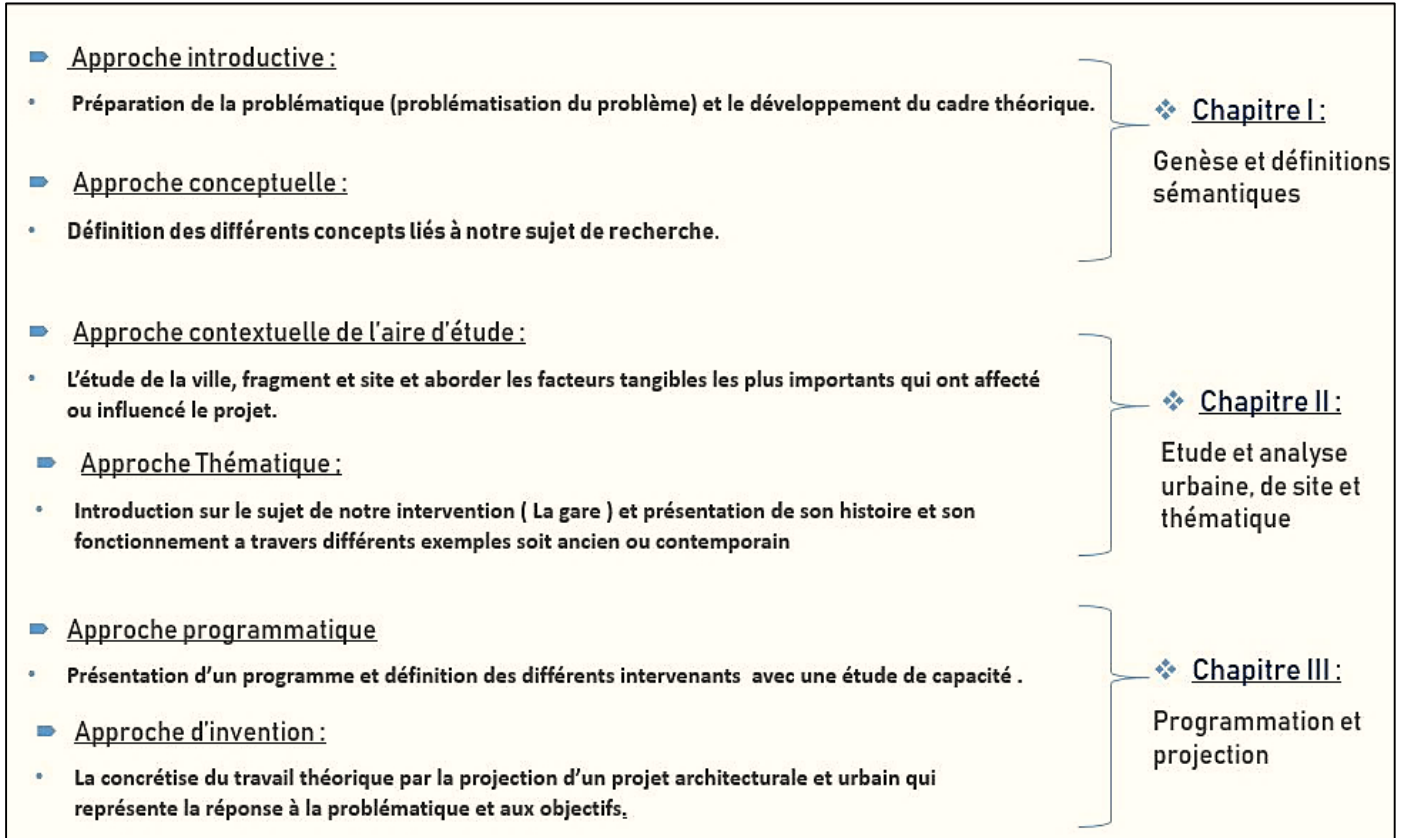 Approche introductive :
• Préparation de la problématique (problématisation du problème) et le développement du cadre théorique.
Approche conceptuelle :
• Définition des différents concepts liés à notre sujet de recherche.
❖ Chapitre I :
Genèse et définitions
sémantiques
Approche contextuelle de l'aire d'étude :
• L'étude de la ville, fragment et site et aborder les facteurs tangibles les plus importants qui ont affecté
ou influencé le projet.
Approche Thématique ;
• Introduction sur le sujet de notre intervention ( La gare ) et présentation de son histoire et son
fonctionnement a travers différents exemples soit ancien ou contemporain
❖ Chapitre II :
Etude et analyse
urbaine, de site et
thématique
Approche programmatique
• Présentation d'un programme et définition des différents intervenants avec une étude de capacité .
Approche d'invention :
• La concrétise du travail théorique par la projection d'un projet architecturale et urbain qui
représente la réponse à la problématique et aux objectifs.
❖ Chapitre III :
Programmation et
projection